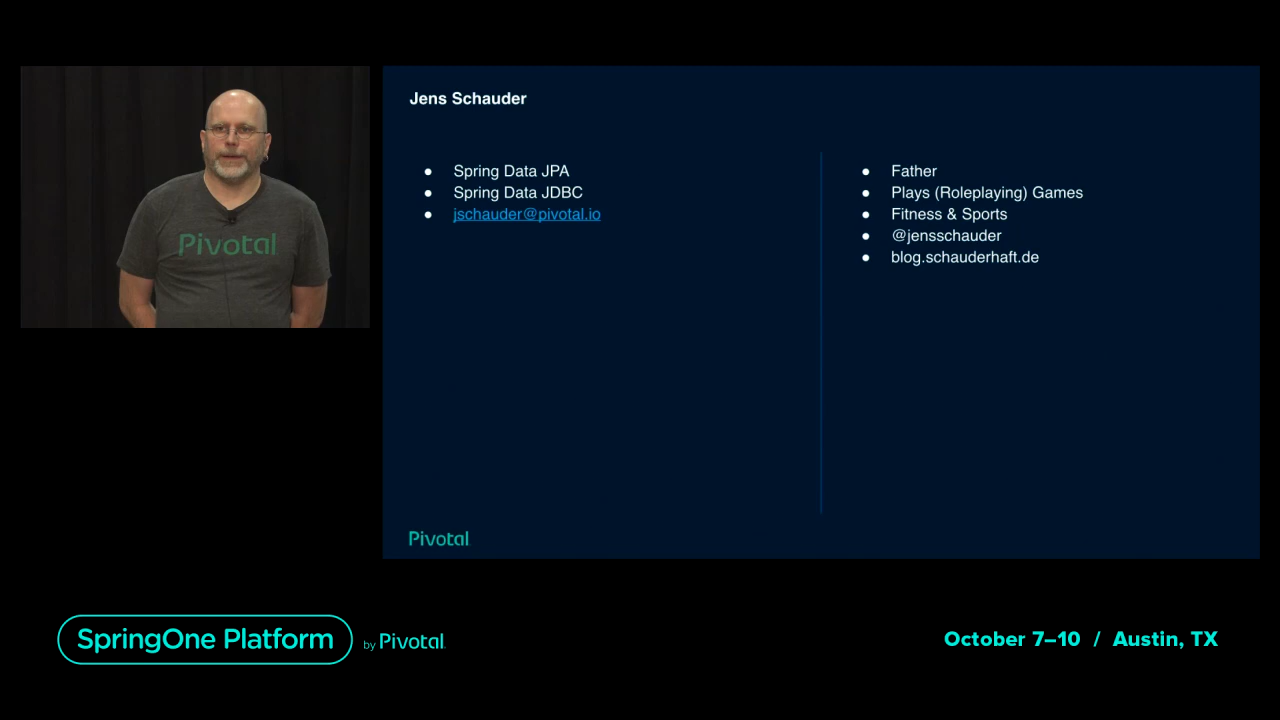 Pivotal
Jens Schauder
● Spring Data JPA
● Spring Data JDBC
● jschauder@pivotal.io
● Father
● Plays (Roleplaying) Games
● Fitness & Sports
● @jensschauder
● blog.schauderhaft.de
Pivotal
SpringOne Platform by Pivotal
October 7–10 / Austin, TX